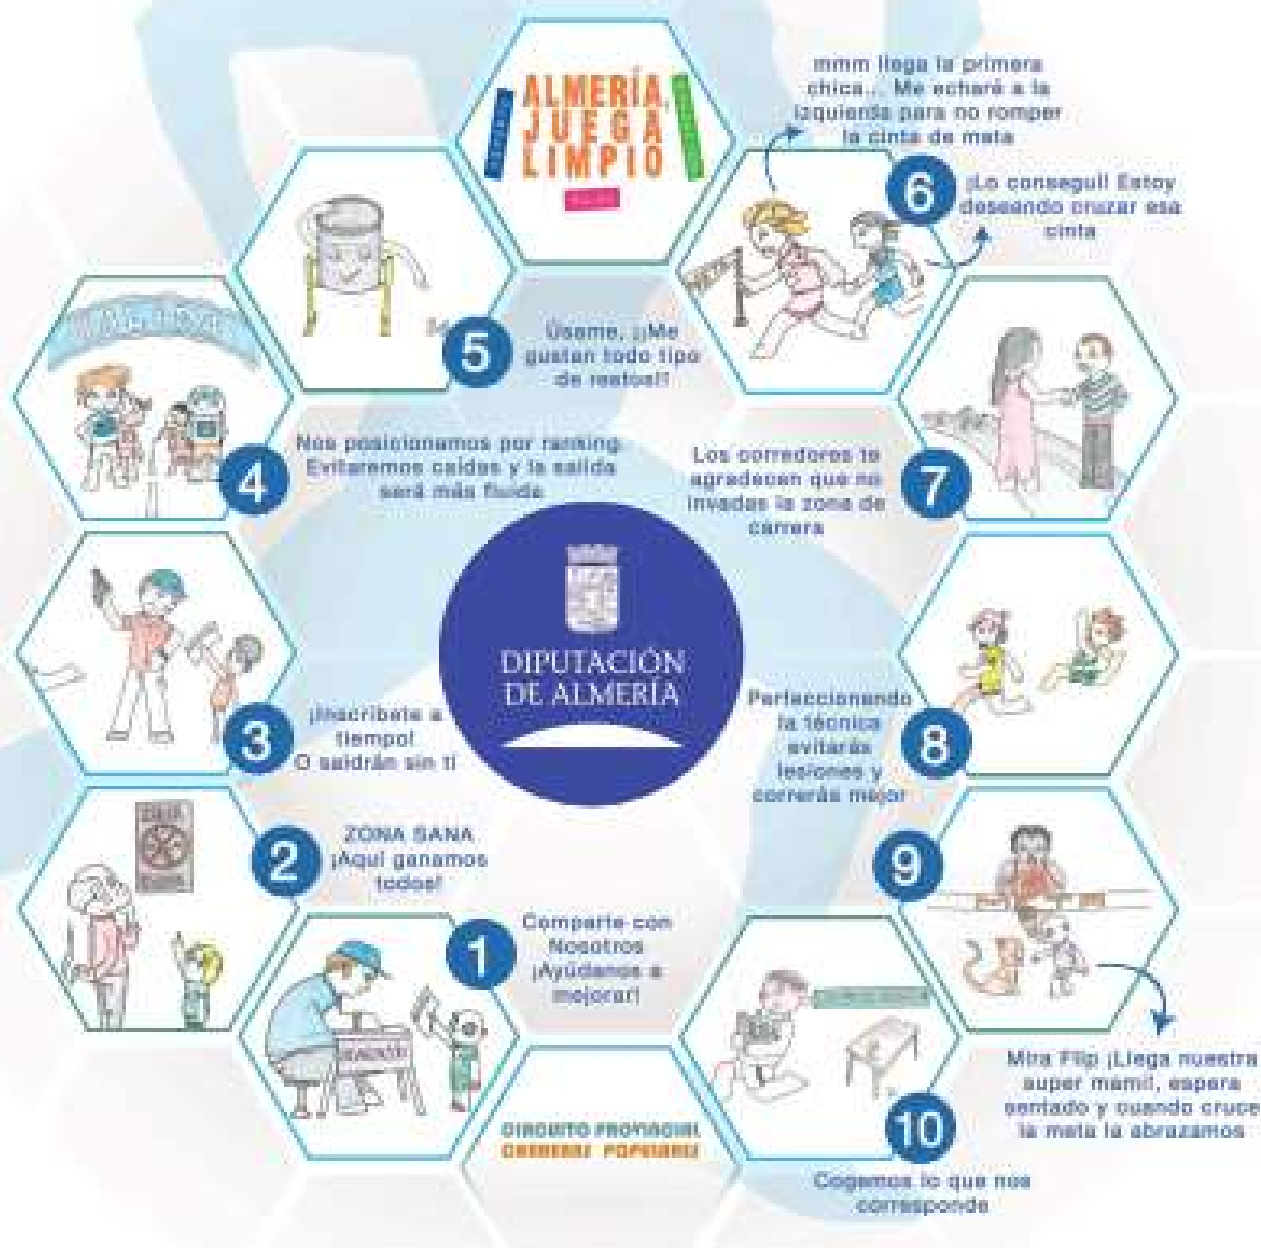 ALMERÍA,
JUEGA
LIMPIO
mmm llega la primera
chica... Me echaré a la
izquierda para no romper
la cinta de meta
6
¡Lo conseguí! Estoy
deseando cruzar esa
cinta
5
Úsame, ¡¡Me
gustan todo tipo
de restos!!
4
Nos posicionamos por ranking
Evitaremos caídas y la salida
será más fluida
7
Los corredores te
agradecen que no
invadas la zona de
carrera
DIPUTACIÓN
DE ALMERÍA
3
¡Inscríbete a
tiempo!
O saldrán sin ti
8
Perfeccionando
la técnica
evitarás
lesiones y
correrás mejor
2
ZONA SANA
¡Aquí ganamos
todos!
9
1
Comparte con
Nosotros
¡Ayúdanos a
mejorar!
Mira Flip ¡Llega nuestra
super mami!, espera
sentado y cuando cruce
la meta la abrazamos
10
Cogemos lo que nos
corresponde
CIRCUITO PROVINCIAL
CARRERAS POPULARES